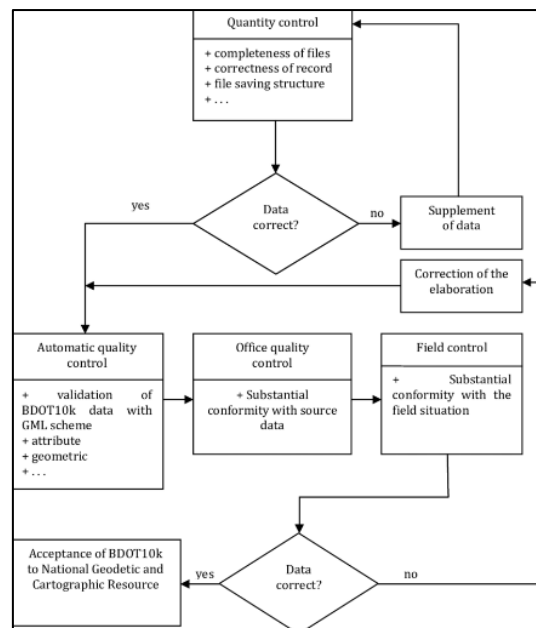 Quantity control
+ completeness of files
+ correctness of record
+ file saving structure
+ . . .
yes
Data
correct?
no
Supplement
of data
Correction of the
elaboration
Automatic quality
control
+ validation of
BDOT10k data with
GML scheme
+ attribute
+ geometric
+ . . .
Office quality
control
+ Substantial
conformity with source
data
Field control
+ Substantial
conformity with the
field situation
Acceptance of BDOT10k
to National Geodetic and
Cartographic Resource
yes
Data
correct?
no